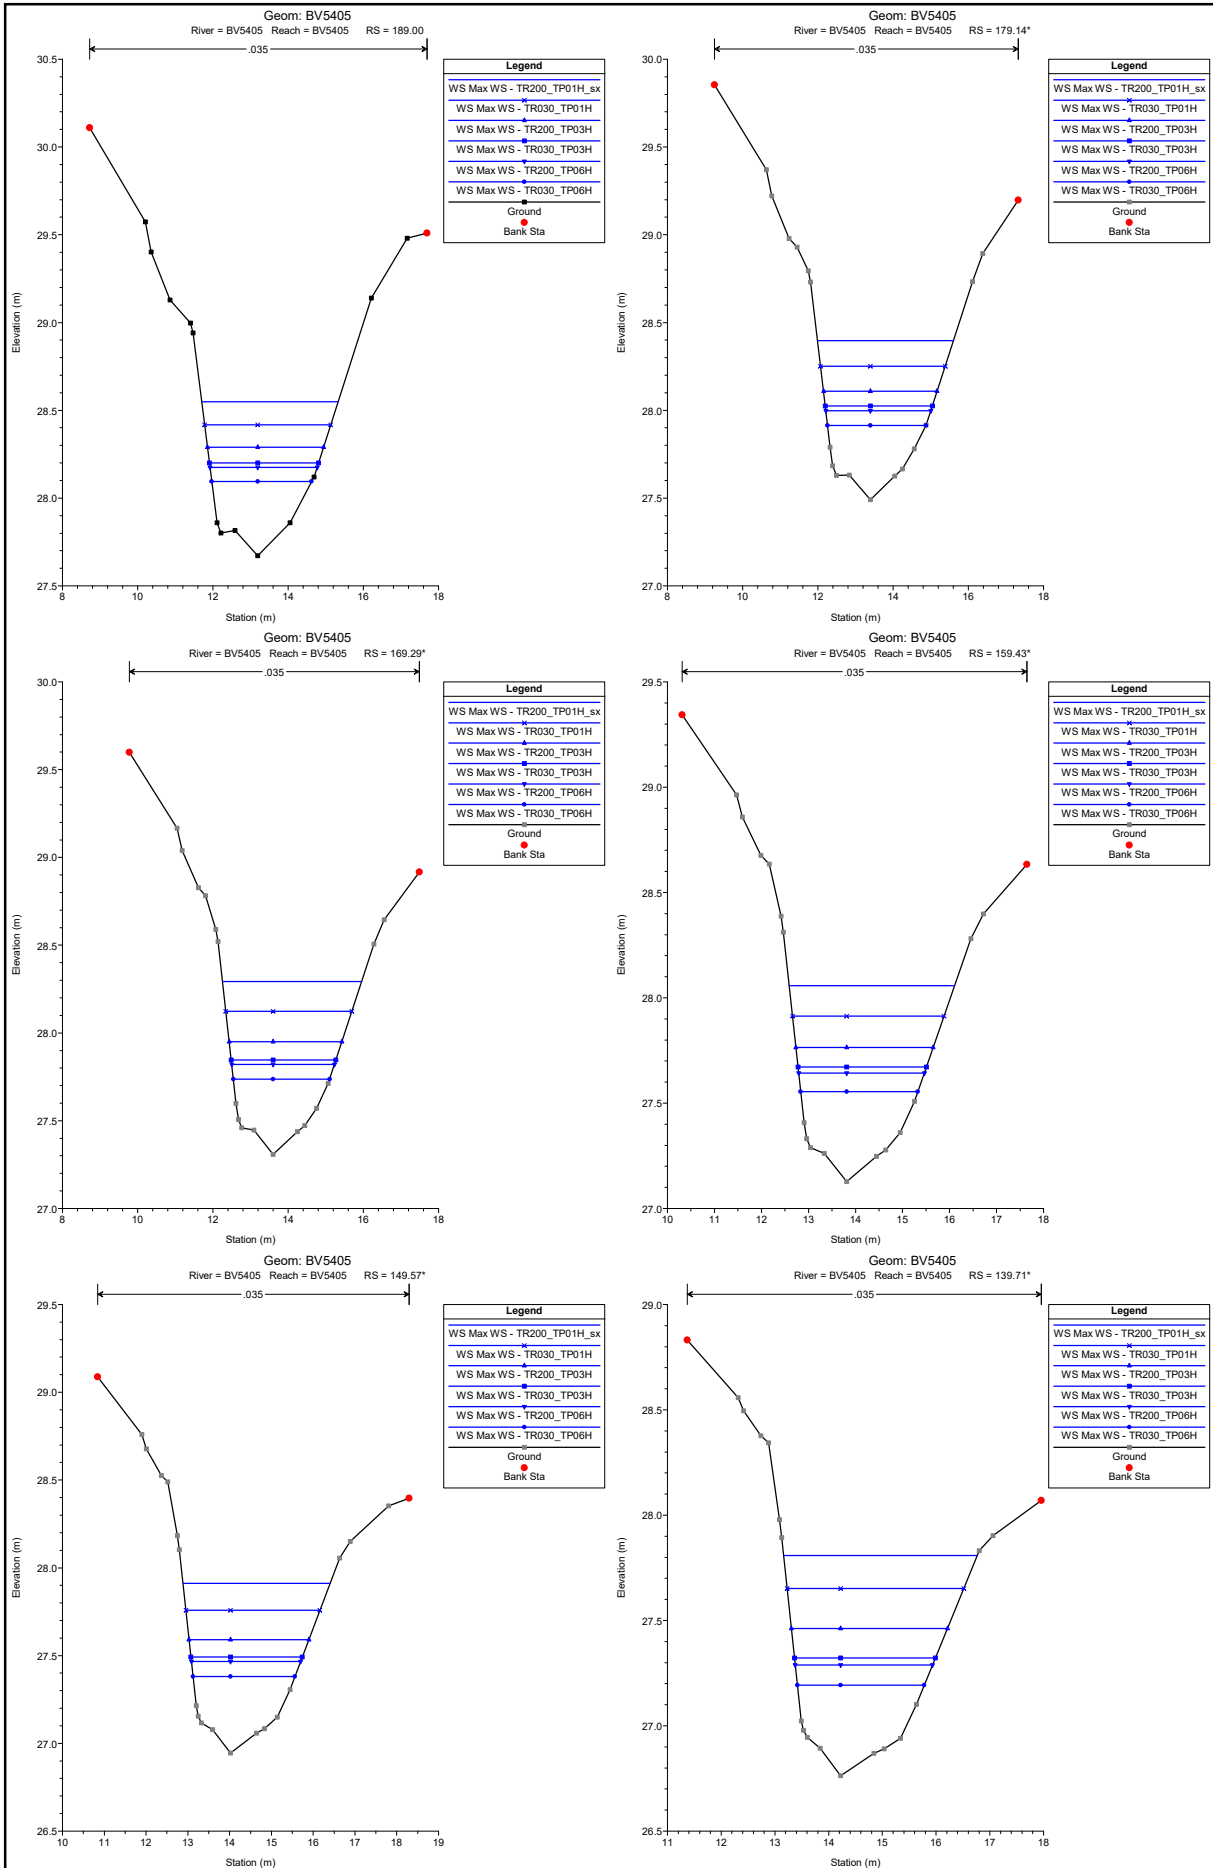 Geom: BV5405
River = BV5405 Reach = BV5405 RS = 189.00
.035
30.5
30.0
29.5
29.0
28.5
28.0
27.5
Elevation (m)
8 10 12 14 16 18
Station (m)
Legend
WS Max WS - TR200_TP01H_sx
WS Max WS - TR030_TP01H
WS Max WS - TR200_TP03H
WS Max WS - TR030_TP03H
WS Max WS - TR200_TP06H
WS Max WS - TR030_TP06H
Ground
Bank Sta
Geom: BV5405
River = BV5405 Reach = BV5405 RS = 179.14*
.035
30.0
29.5
29.0
28.5
28.0
27.5
27.0
Elevation (m)
8 10 12 14 16 18
Station (m)
Legend
WS Max WS - TR200_TP01H_sx
WS Max WS - TR030_TP01H
WS Max WS - TR200_TP03H
WS Max WS - TR030_TP03H
WS Max WS - TR200_TP06H
WS Max WS - TR030_TP06H
Ground
Bank Sta
Geom: BV5405
River = BV5405 Reach = BV5405 RS = 169.29*
.035
30.0
29.5
29.0
28.5
28.0
27.5
27.0
Elevation (m)
8 10 12 14 16 18
Station (m)
Legend
WS Max WS - TR200_TP01H_sx
WS Max WS - TR030_TP01H
WS Max WS - TR200_TP03H
WS Max WS - TR030_TP03H
WS Max WS - TR200_TP06H
WS Max WS - TR030_TP06H
Ground
Bank Sta
Geom: BV5405
River = BV5405 Reach = BV5405 RS = 159.43*
.035
29.5
29.0
28.5
28.0
27.5
27.0
Elevation (m)
10 11 12 13 14 15 16 17 18
Station (m)
Legend
WS Max WS - TR200_TP01H_sx
WS Max WS - TR030_TP01H
WS Max WS - TR200_TP03H
WS Max WS - TR030_TP03H
WS Max WS - TR200_TP06H
WS Max WS - TR030_TP06H
Ground
Bank Sta
Geom: BV5405
River = BV5405 Reach = BV5405 RS = 149.57*
.035
29.5
29.0
28.5
28.0
27.5
27.0
26.5
Elevation (m)
10 11 12 13 14 15 16 17 18 19
Station (m)
Legend
WS Max WS - TR200_TP01H_sx
WS Max WS - TR030_TP01H
WS Max WS - TR200_TP03H
WS Max WS - TR030_TP03H
WS Max WS - TR200_TP06H
WS Max WS - TR030_TP06H
Ground
Bank Sta
Geom: BV5405
River = BV5405 Reach = BV5405 RS = 139.71*
.035
29.0
28.5
28.0
27.5
27.0
26.5
Elevation (m)
11 12 13 14 15 16 17 18
Station (m)
Legend
WS Max WS - TR200_TP01H_sx
WS Max WS - TR030_TP01H
WS Max WS - TR200_TP03H
WS Max WS - TR030_TP03H
WS Max WS - TR200_TP06H
WS Max WS - TR030_TP06H
Ground
Bank Sta